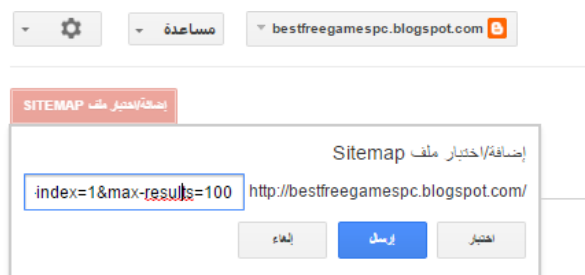 bestfreegamespc.blogspot.com
مساعدة
إضافة/اختبار ملف SITEMAP
إضافة/اختبار ملف Sitemap
http://bestfreegamespc.blogspot.com/ -index=1&max-results=100
اختبار إرسال إلغاء